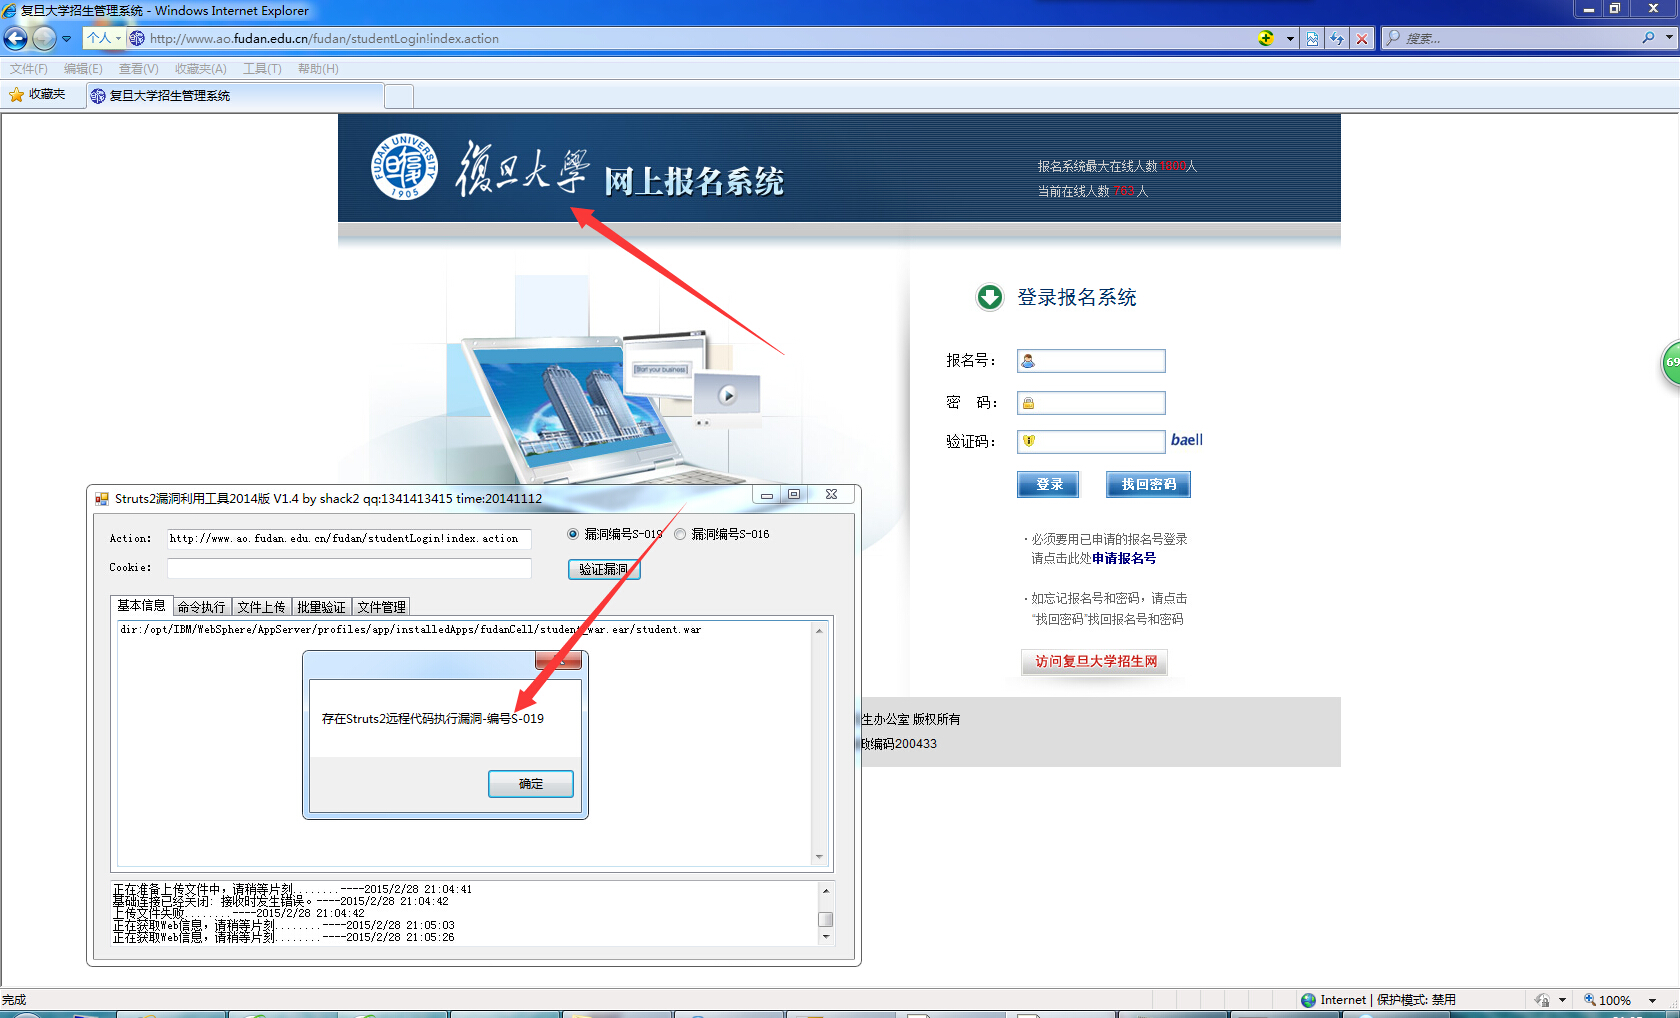 复旦大学招生管理系统 - Windows Internet Explorer
个人
http://www.ao.fudan.edu.cn/fudan/studentLogin!index.action
搜索...
文件(F) 编辑(E) 查看(V) 收藏夹(A) 工具(T) 帮助(H)
收藏夹
复旦大学招生管理系统
FUDAN UNIVERSITY
1905
復旦大學 网上报名系统
报名系统最大在线人数 1800人
当前在线人数 763 人
Start your business
登录报名系统
报名号：
密 码：
验证码：
baell
登录 找回密码
·必须要用已申请的报名号登录
请点击此处申请报名号
·如忘记报名号和密码，请点击
“找回密码”找回报名号和密码
访问复旦大学招生网
生办公室 版权所有
政编码200433
69
Struts2漏洞利用工具2014版 V1.4 by shack2 qq:1341413415 time:20141112
Action: http://www.ao.fudan.edu.cn/fudan/studentLogin!index.action
漏洞编号S-019 漏洞编号S-016
Cookie:
验证漏洞
基本信息 命令执行 文件上传 批量验证 文件管理
dir:/opt/IBM/WebSphere/AppServer/profiles/app/installedApps/fudanCell/student_war.ear/student.war
存在Struts2远程代码执行漏洞-编号S-019
确定
正在准备上传文件中，请稍等片刻........----2015/2/28 21:04:41
基础连接已经关闭: 接收时发生错误。----2015/2/28 21:04:42
上传文件失败........----2015/2/28 21:04:42
正在获取Web信息，请稍等片刻........----2015/2/28 21:05:03
正在获取Web信息，请稍等片刻........----2015/2/28 21:05:26
完成
Internet | 保护模式: 禁用
100%